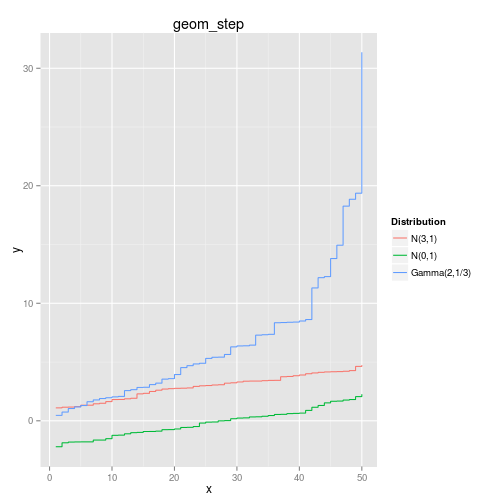 geom_step
30
20
10
0
y
0 10 20 30 40 50
x
Distribution
N(3,1)
N(0,1)
Gamma(2,1/3)